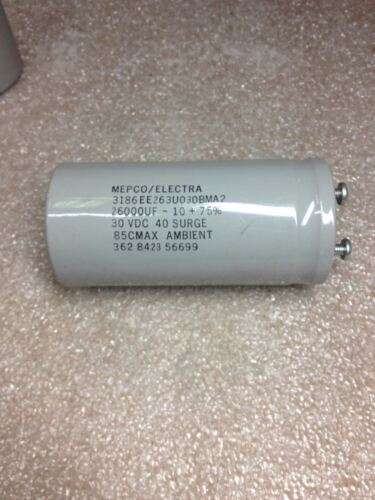 MEPCO/ELECTRA
3186EE263U030BMA2
26000UF - 10 + 75%
30 VDC 40 SURGE
85CMAX AMBIENT
362 8423 56699